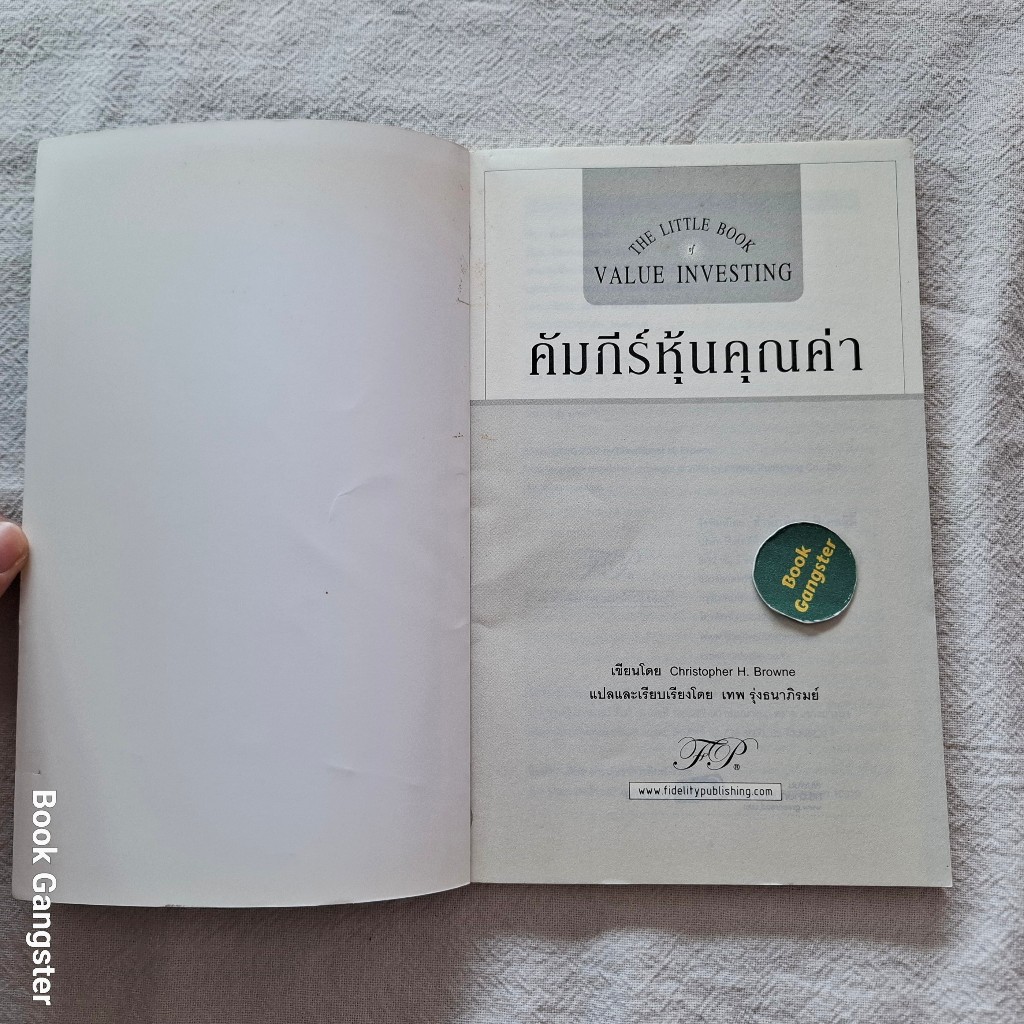 THE LITTLE BOOK
of
VALUE INVESTING
คัมภีร์หุ้นคุณค่า
Book
Gangster
เขียนโดย Christopher H. Browne
แปลและเรียบเรียงโดย เทพ รุ่งธนาภิรมย์
FP®
www.fidelitypublishing.com
Book Gangster